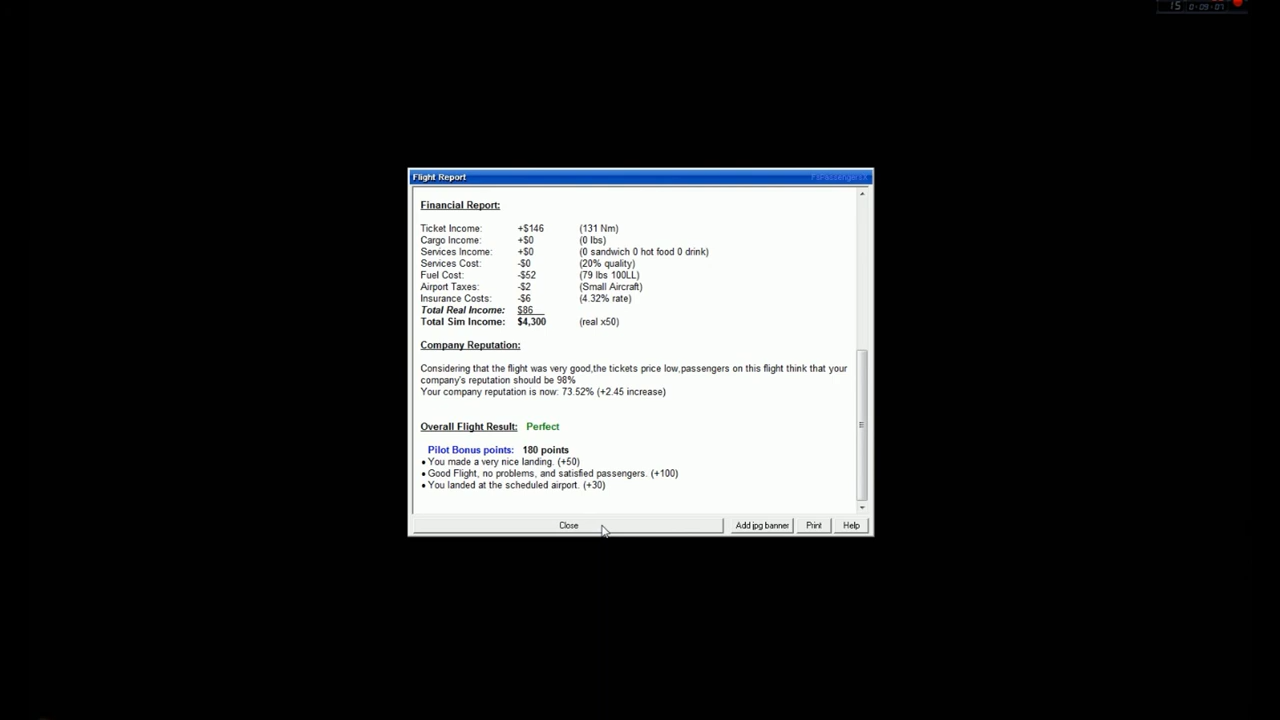 15 0:09:07
Flight Report
Financial Report:
Ticket Income: +$146 (131 Nm)
Cargo Income: +$0 (0 lbs)
Services Income: +$0 (0 sandwich 0 hot food 0 drink)
Services Cost: -$0 (20% quality)
Fuel Cost: -$52 (79 lbs 100LL)
Airport Taxes: -$2 (Small Aircraft)
Insurance Costs: -$6 (4.32% rate)
Total Real Income: $86
Total Sim Income: $4,300 (real x50)
Company Reputation:
Considering that the flight was very good,the tickets price low,passengers on this flight think that your
company's reputation should be 98%
Your company reputation is now: 73.52% (+2.45 increase)
Overall Flight Result: Perfect
Pilot Bonus points: 180 points
• You made a very nice landing. (+50)
• Good Flight, no problems, and satisfied passengers. (+100)
• You landed at the scheduled airport. (+30)
Close Add jpg banner Print Help